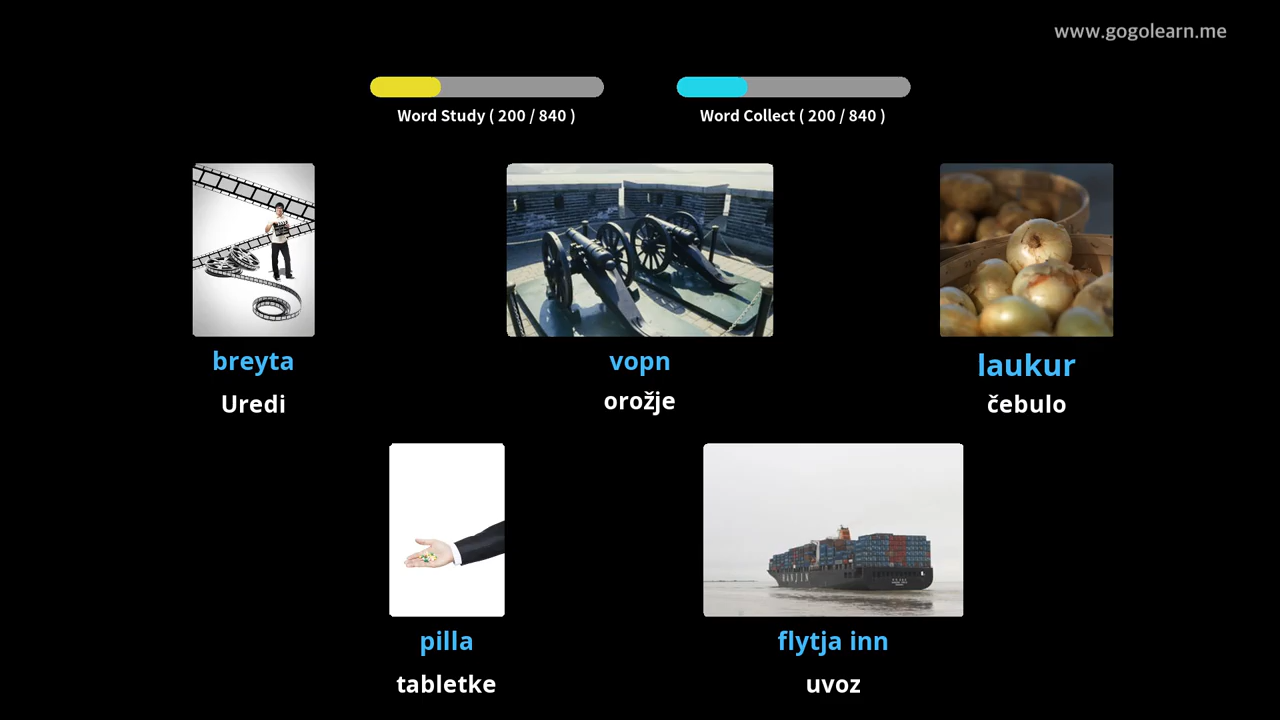 www.gogolearn.me
Word Study ( 200 / 840 )
Word Collect ( 200 / 840 )
breyta
Uredi
vopn
orožje
laukur
čebulo
HANJIN
pilla
tabletke
flytja inn
uvoz